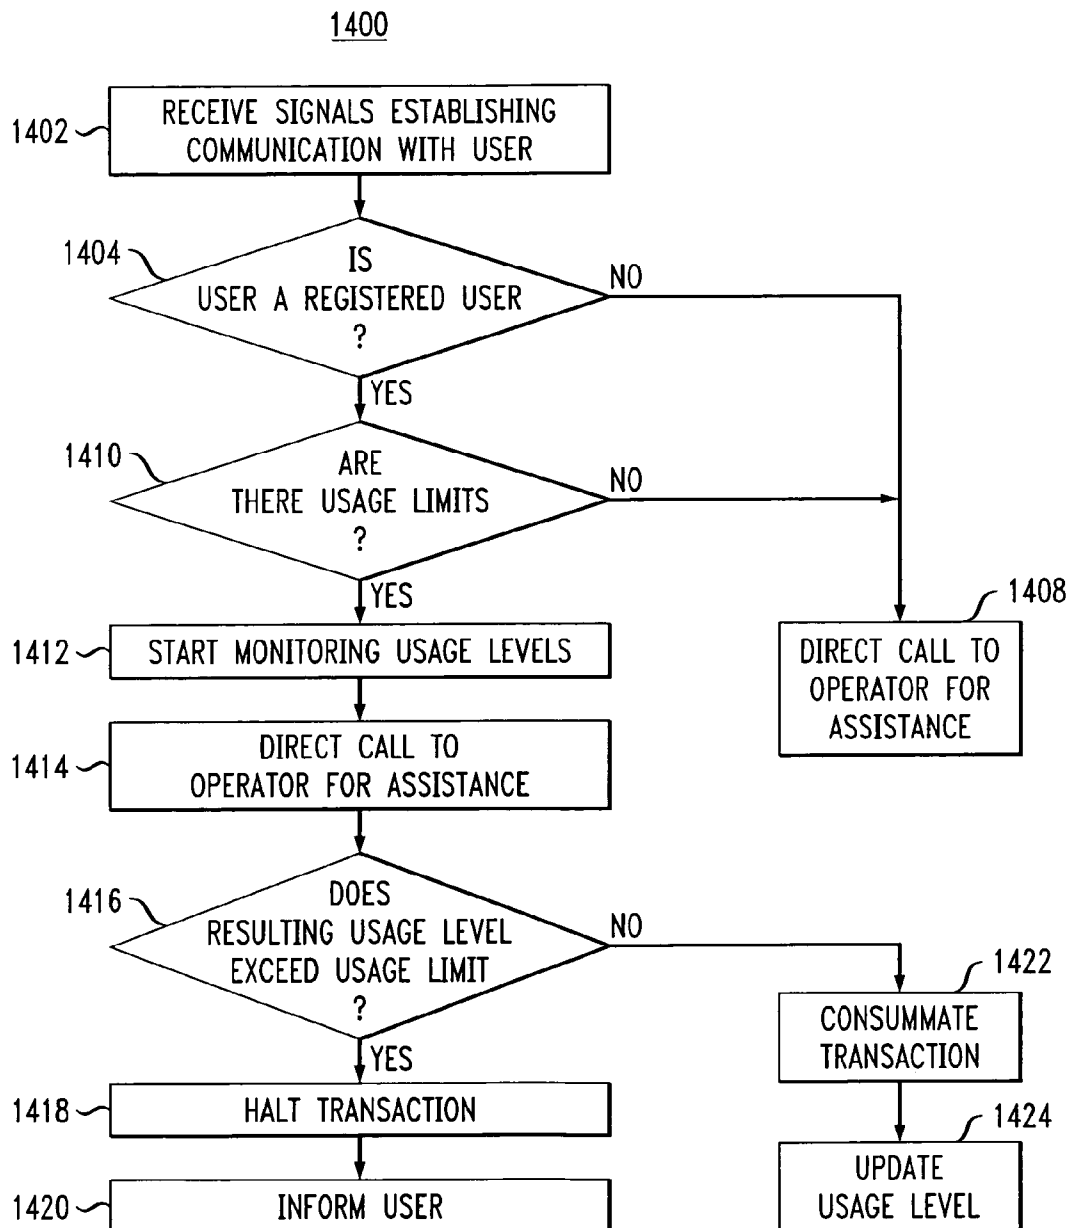 1400
1402
RECEIVE SIGNALS ESTABLISHING
COMMUNICATION WITH USER
1404
IS
USER A REGISTERED USER
?
NO
YES
1410
ARE
THERE USAGE LIMITS
?
NO
YES
1408
DIRECT CALL TO
OPERATOR FOR
ASSISTANCE
1412
START MONITORING USAGE LEVELS
1414
DIRECT CALL TO
OPERATOR FOR ASSISTANCE
1416
DOES
RESULTING USAGE LEVEL
EXCEED USAGE LIMIT
?
NO
YES
1422
CONSUMMATE
TRANSACTION
1418
HALT TRANSACTION
1424
UPDATE
USAGE LEVEL
1420
INFORM USER